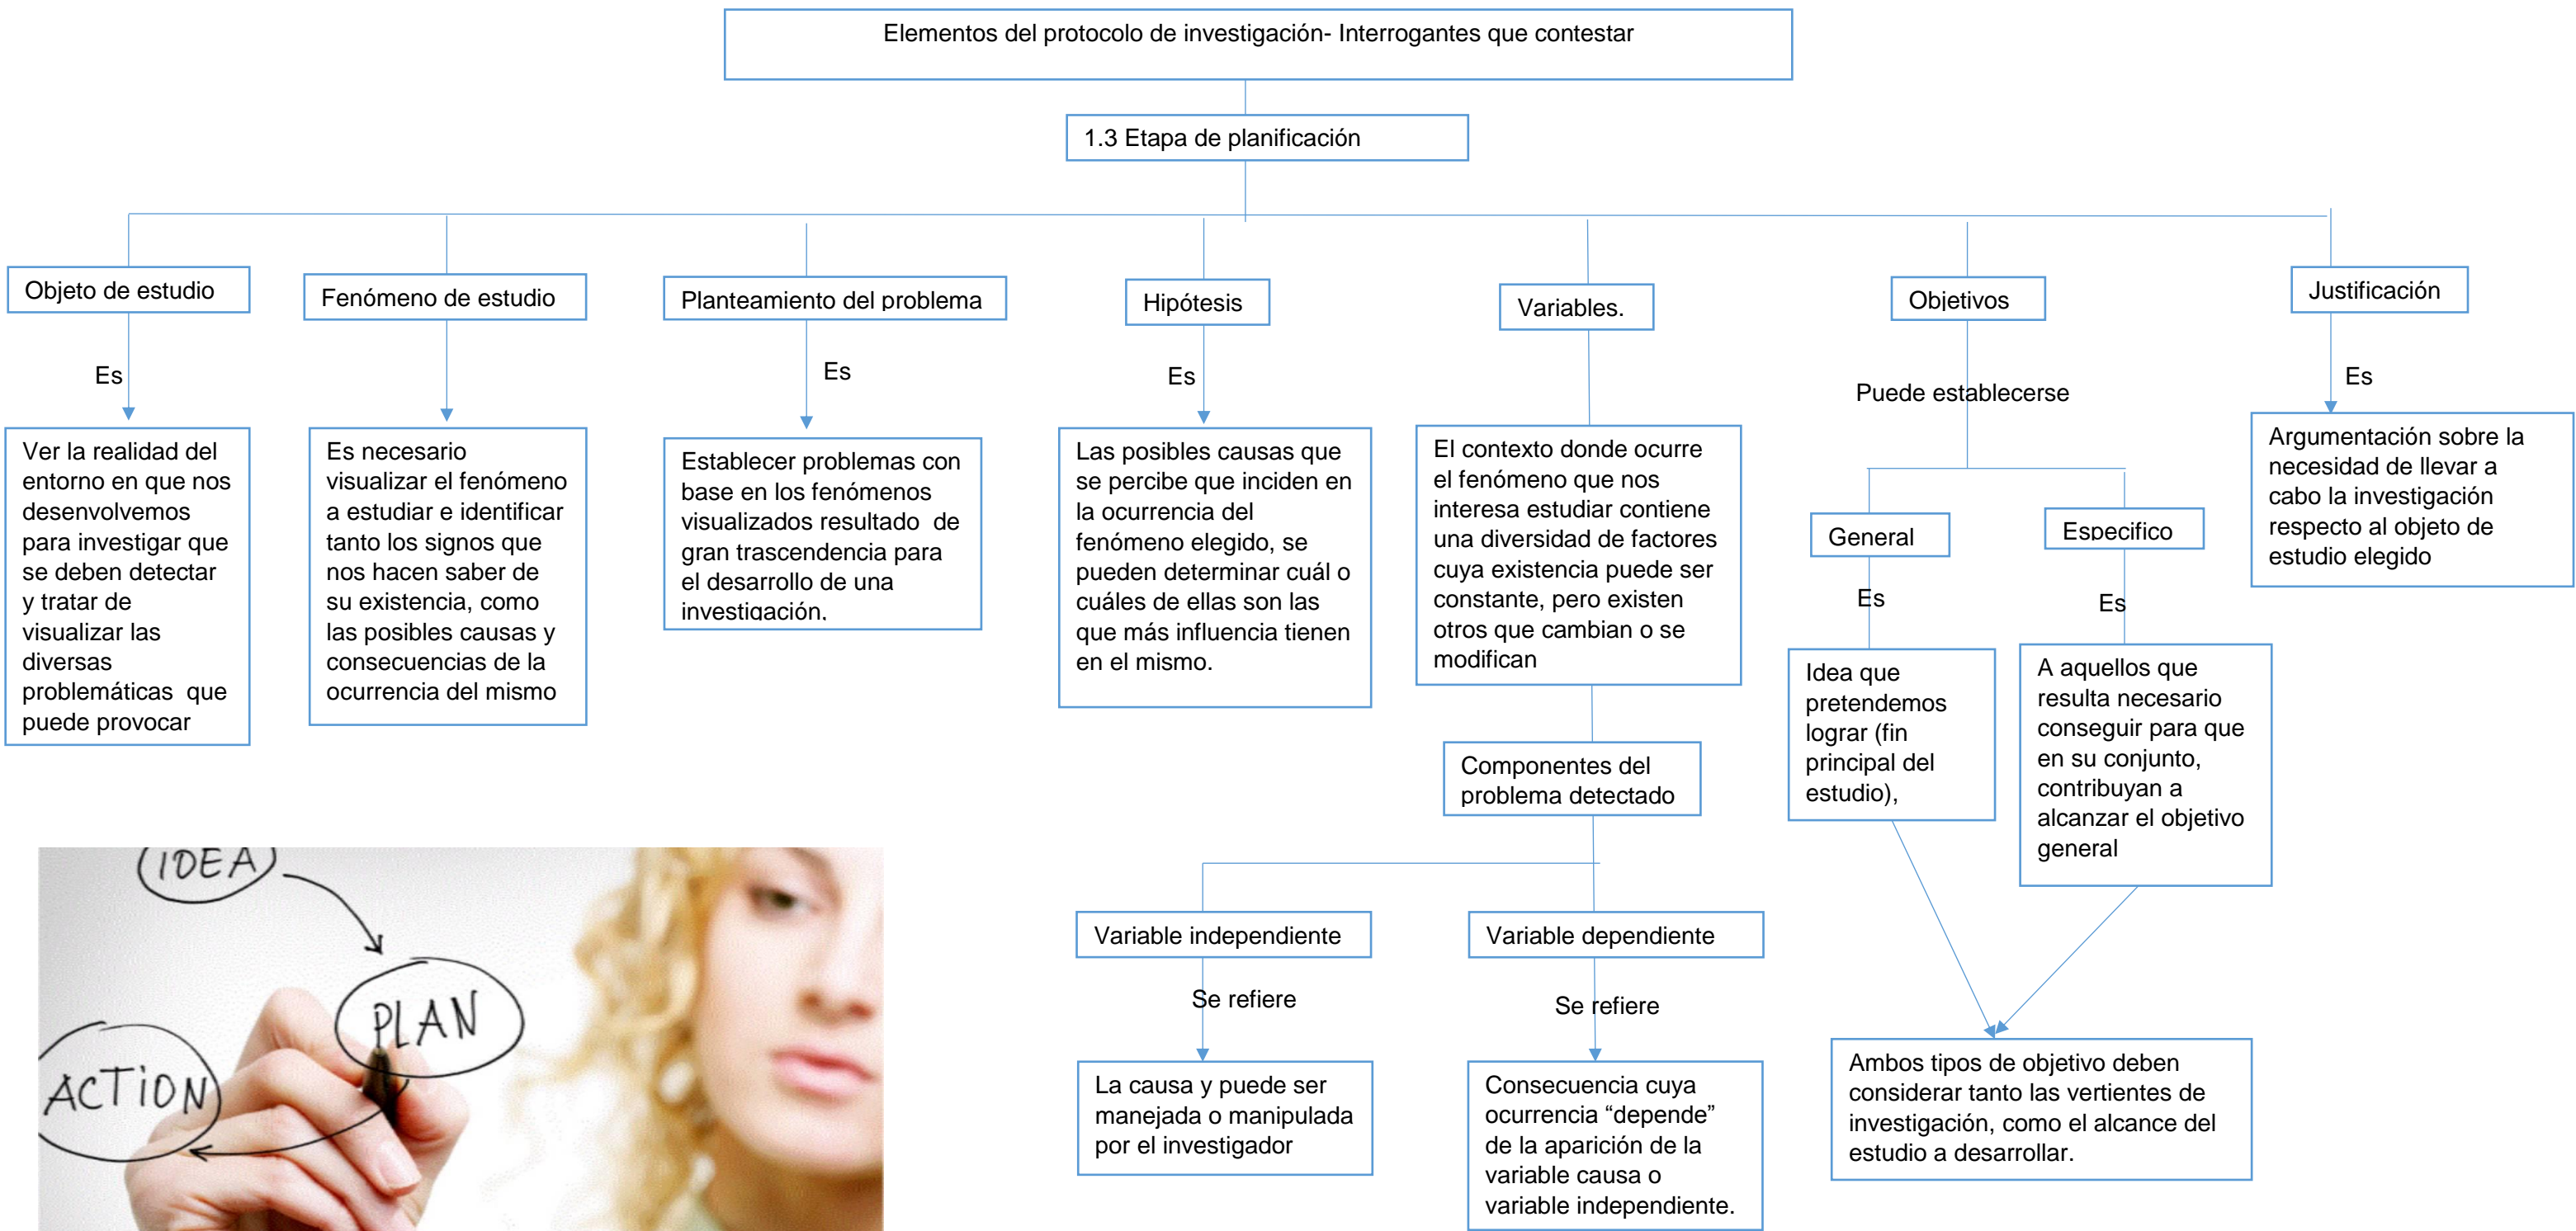 Elementos del protocolo de investigación- Interrogantes que contestar
1.3 Etapa de planificación
Objeto de estudio
Es
Ver la realidad del
entorno en que nos
desenvolvemos
para investigar que
se deben detectar
y tratar de
visualizar las
diversas
problemáticas que
puede provocar
Fenómeno de estudio
Es necesario
visualizar el fenómeno
a estudiar e identificar
tanto los signos que
nos hacen saber de
su existencia, como
las posibles causas y
consecuencias de la
ocurrencia del mismo
Planteamiento del problema
Es
Establecer problemas con
base en los fenómenos
visualizados resultado de
gran trascendencia para
el desarrollo de una
investigación.
Hipótesis
Es
Las posibles causas que
se percibe que inciden en
la ocurrencia del
fenómeno elegido, se
pueden determinar cuál o
cuáles de ellas son las
que más influencia tienen
en el mismo.
Variables.
El contexto donde ocurre
el fenómeno que nos
interesa estudiar contiene
una diversidad de factores
cuya existencia puede ser
constante, pero existen
otros que cambian o se
modifican
Componentes del
problema detectado
Variable independiente
Se refiere
La causa y puede ser
manejada o manipulada
por el investigador
Variable dependiente
Se refiere
Consecuencia cuya
ocurrencia “depende”
de la aparición de la
variable causa o
variable independiente.
Objetivos
Puede establecerse
General
Es
Idea que
pretendemos
lograr (fin
principal del
estudio),
Especifico
Es
A aquellos que
resulta necesario
conseguir para que
en su conjunto,
contribuyan a
alcanzar el objetivo
general
Ambos tipos de objetivo deben
considerar tanto las vertientes de
investigación, como el alcance del
estudio a desarrollar.
Justificación
Es
Argumentación sobre la
necesidad de llevar a
cabo la investigación
respecto al objeto de
estudio elegido
IDEA
PLAN
ACTION